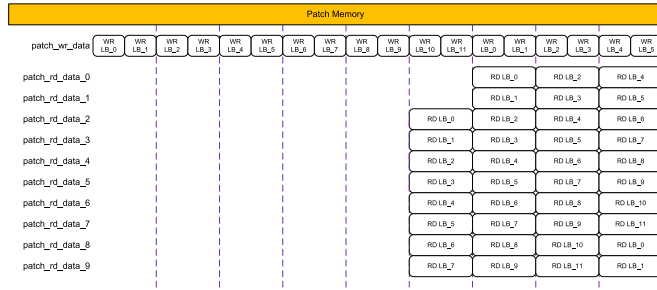 Patch Memory
patch_wr_data WR LB_0 WR LB_1 WR LB_2 WR LB_3 WR LB_4 WR LB_5 WR LB_6 WR LB_7 WR LB_8 WR LB_9 WR LB_10 WR LB_11 WR LB_0 WR LB_1 WR LB_2 WR LB_3 WR LB_4 WR LB_5
patch_rd_data_0 RD LB_0 RD LB_2 RD LB_4
patch_rd_data_1 RD LB_1 RD LB_3 RD LB_5
patch_rd_data_2 RD LB_0 RD LB_2 RD LB_4 RD LB_6
patch_rd_data_3 RD LB_1 RD LB_3 RD LB_5 RD LB_7
patch_rd_data_4 RD LB_2 RD LB_4 RD LB_6 RD LB_8
patch_rd_data_5 RD LB_3 RD LB_5 RD LB_7 RD LB_9
patch_rd_data_6 RD LB_4 RD LB_6 RD LB_8 RD LB_10
patch_rd_data_7 RD LB_5 RD LB_7 RD LB_9 RD LB_11
patch_rd_data_8 RD LB_6 RD LB_8 RD LB_10 RD LB_0
patch_rd_data_9 RD LB_7 RD LB_9 RD LB_11 RD LB_1